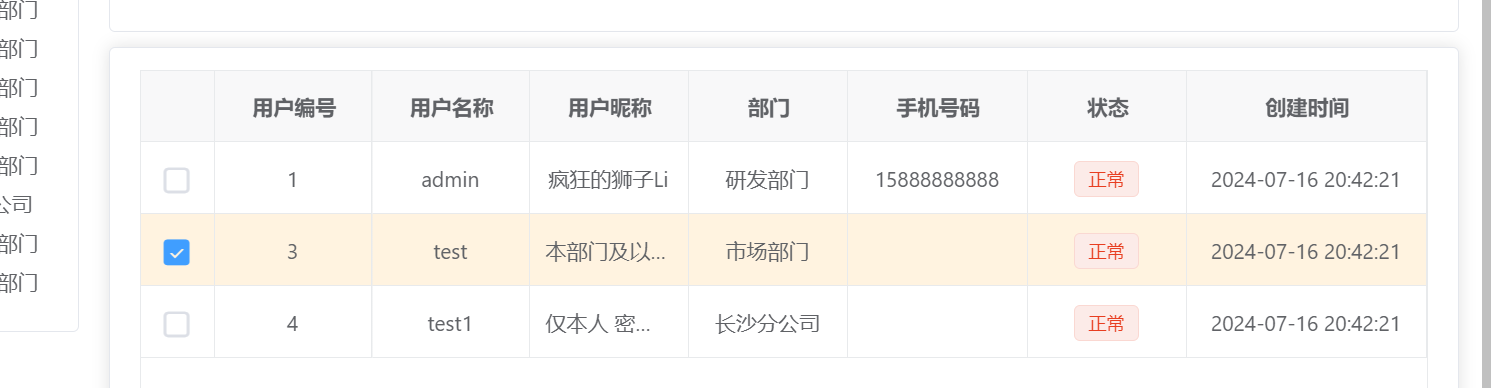 部门
部门
部门
部门
部门
公司
部门
部门
用户编号 用户名称 用户昵称 部门 手机号码 状态 创建时间
1 admin 疯狂的狮子Li 研发部门 15888888888 正常 2024-07-16 20:42:21
3 test 本部门及以... 市场部门 正常 2024-07-16 20:42:21
4 test1 仅本人 密... 长沙分公司 正常 2024-07-16 20:42:21